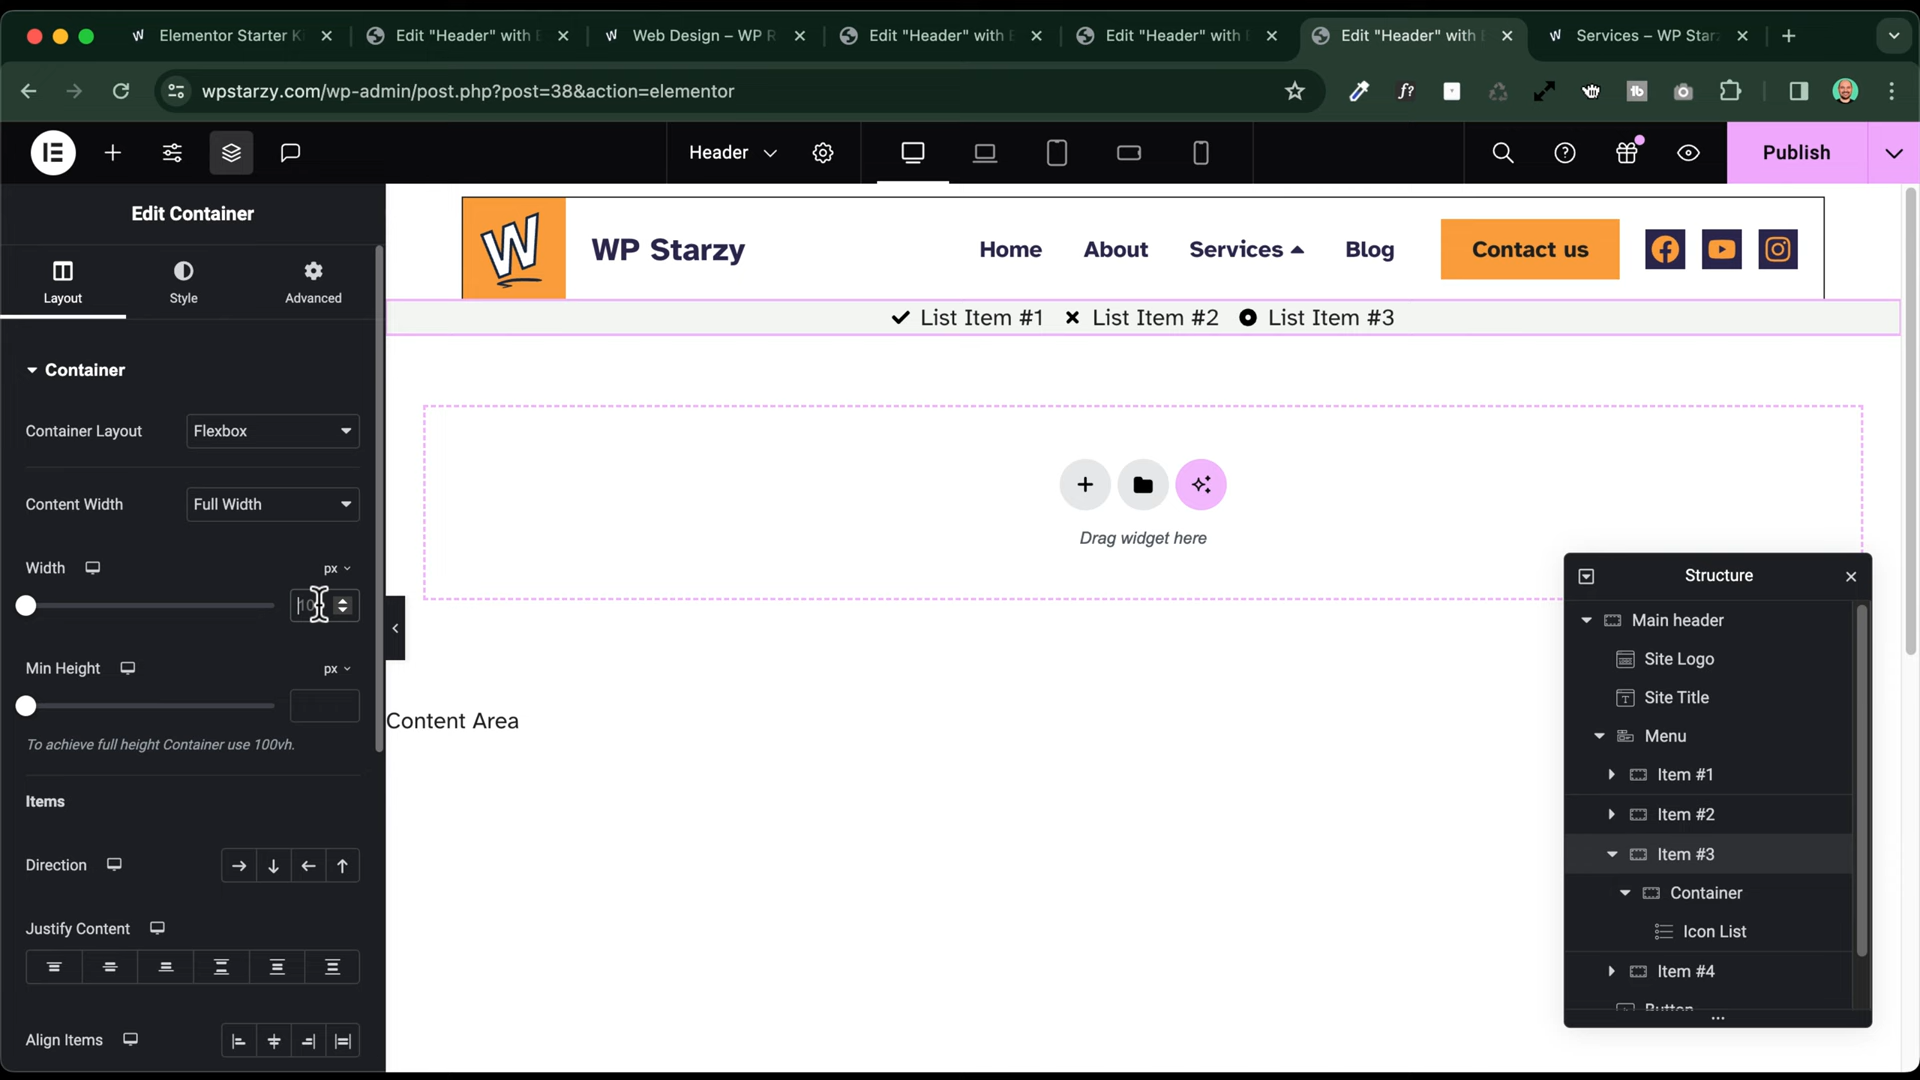 Elementor Starter Ki
Edit "Header" with E
Web Design – WP R
Edit "Header" with E
Edit "Header" with E
Edit "Header" with E
Services – WP Star
wpstarzy.com/wp-admin/post.php?post=38&action=elementor
Header
Publish
Edit Container
Layout
Style
Advanced
Container
Container Layout
Flexbox
Content Width
Full Width
Width
px
Min Height
px
To achieve full height Container use 100vh.
Items
Direction
Justify Content
Align Items
W
WP Starzy
Home
About
Services
Blog
Contact us
List Item #1
List Item #2
List Item #3
Drag widget here
Content Area
Structure
Main header
Site Logo
Site Title
Menu
Item #1
Item #2
Item #3
Container
Icon List
Item #4
Button